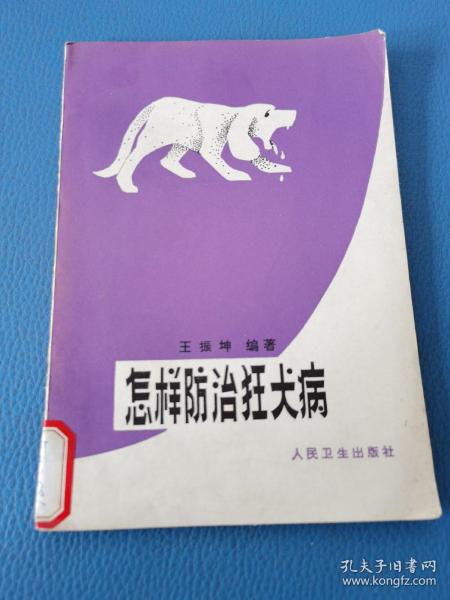 王振坤 编著
怎样防治狂犬病
人民卫生出版社
孔夫子旧书网
www.kongfz.com